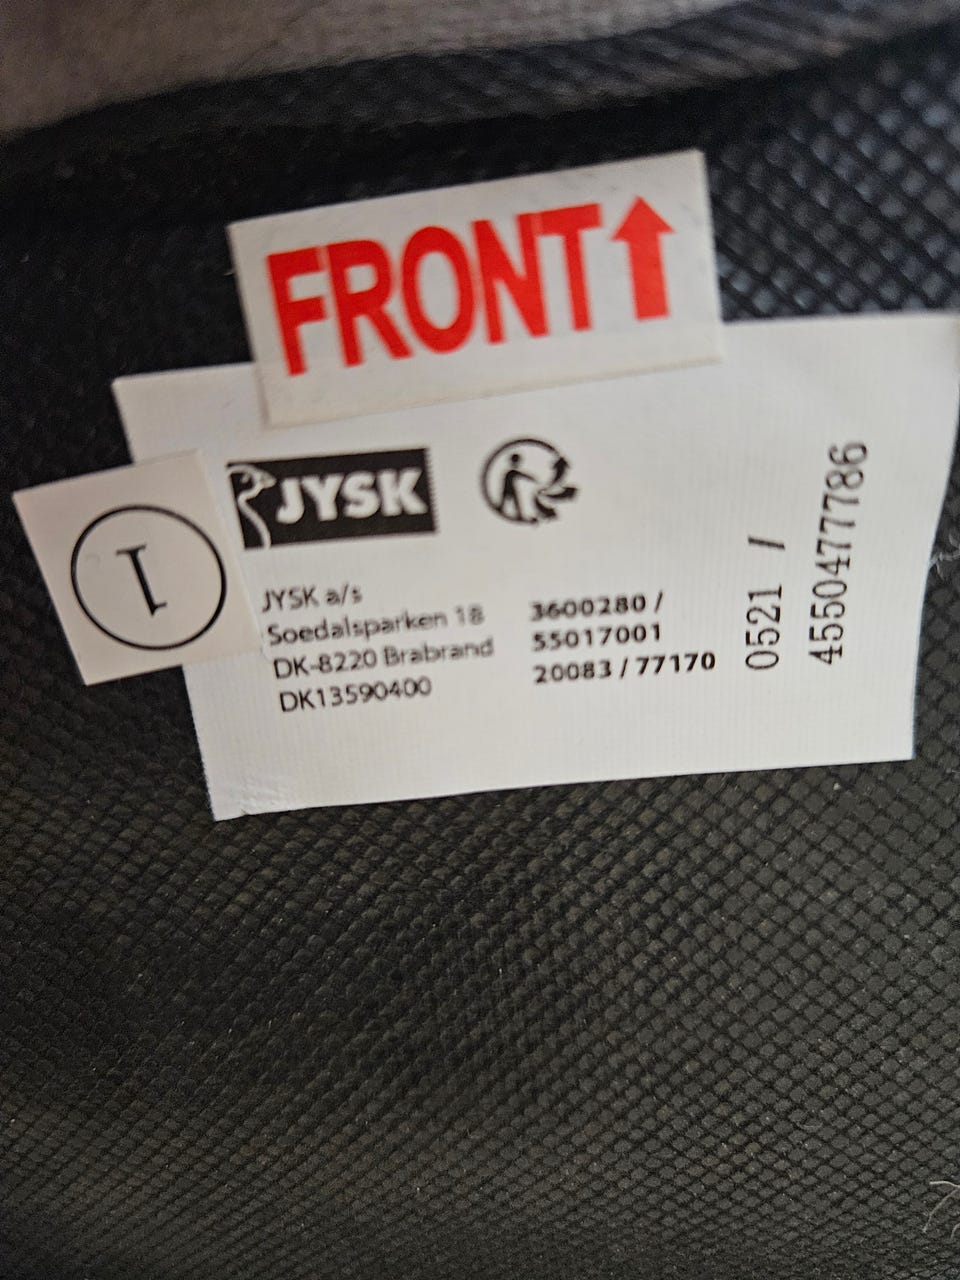 FRONT
1
JYSK
JYSK a/s
Soedalsparken 18
DK-8220 Brabrand
DK13590400
3600280 /
55017001
20083 / 77170
0521 /
4550477786